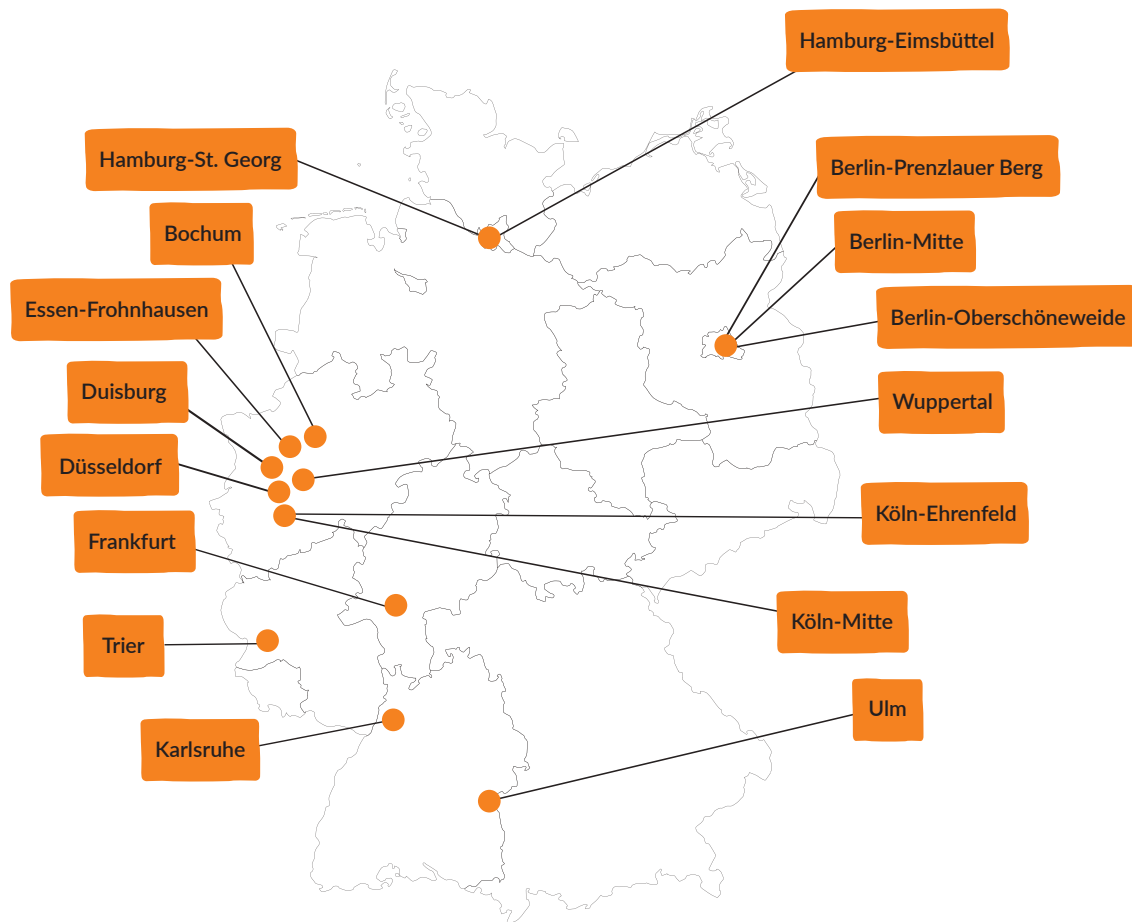 Hamburg-Eimsbüttel
Hamburg-St. Georg
Berlin-Prenzlauer Berg
Bochum
Berlin-Mitte
Essen-Frohnhausen
Berlin-Oberschöneweide
Duisburg
Wuppertal
Düsseldorf
Köln-Ehrenfeld
Frankfurt
Köln-Mitte
Trier
Ulm
Karlsruhe